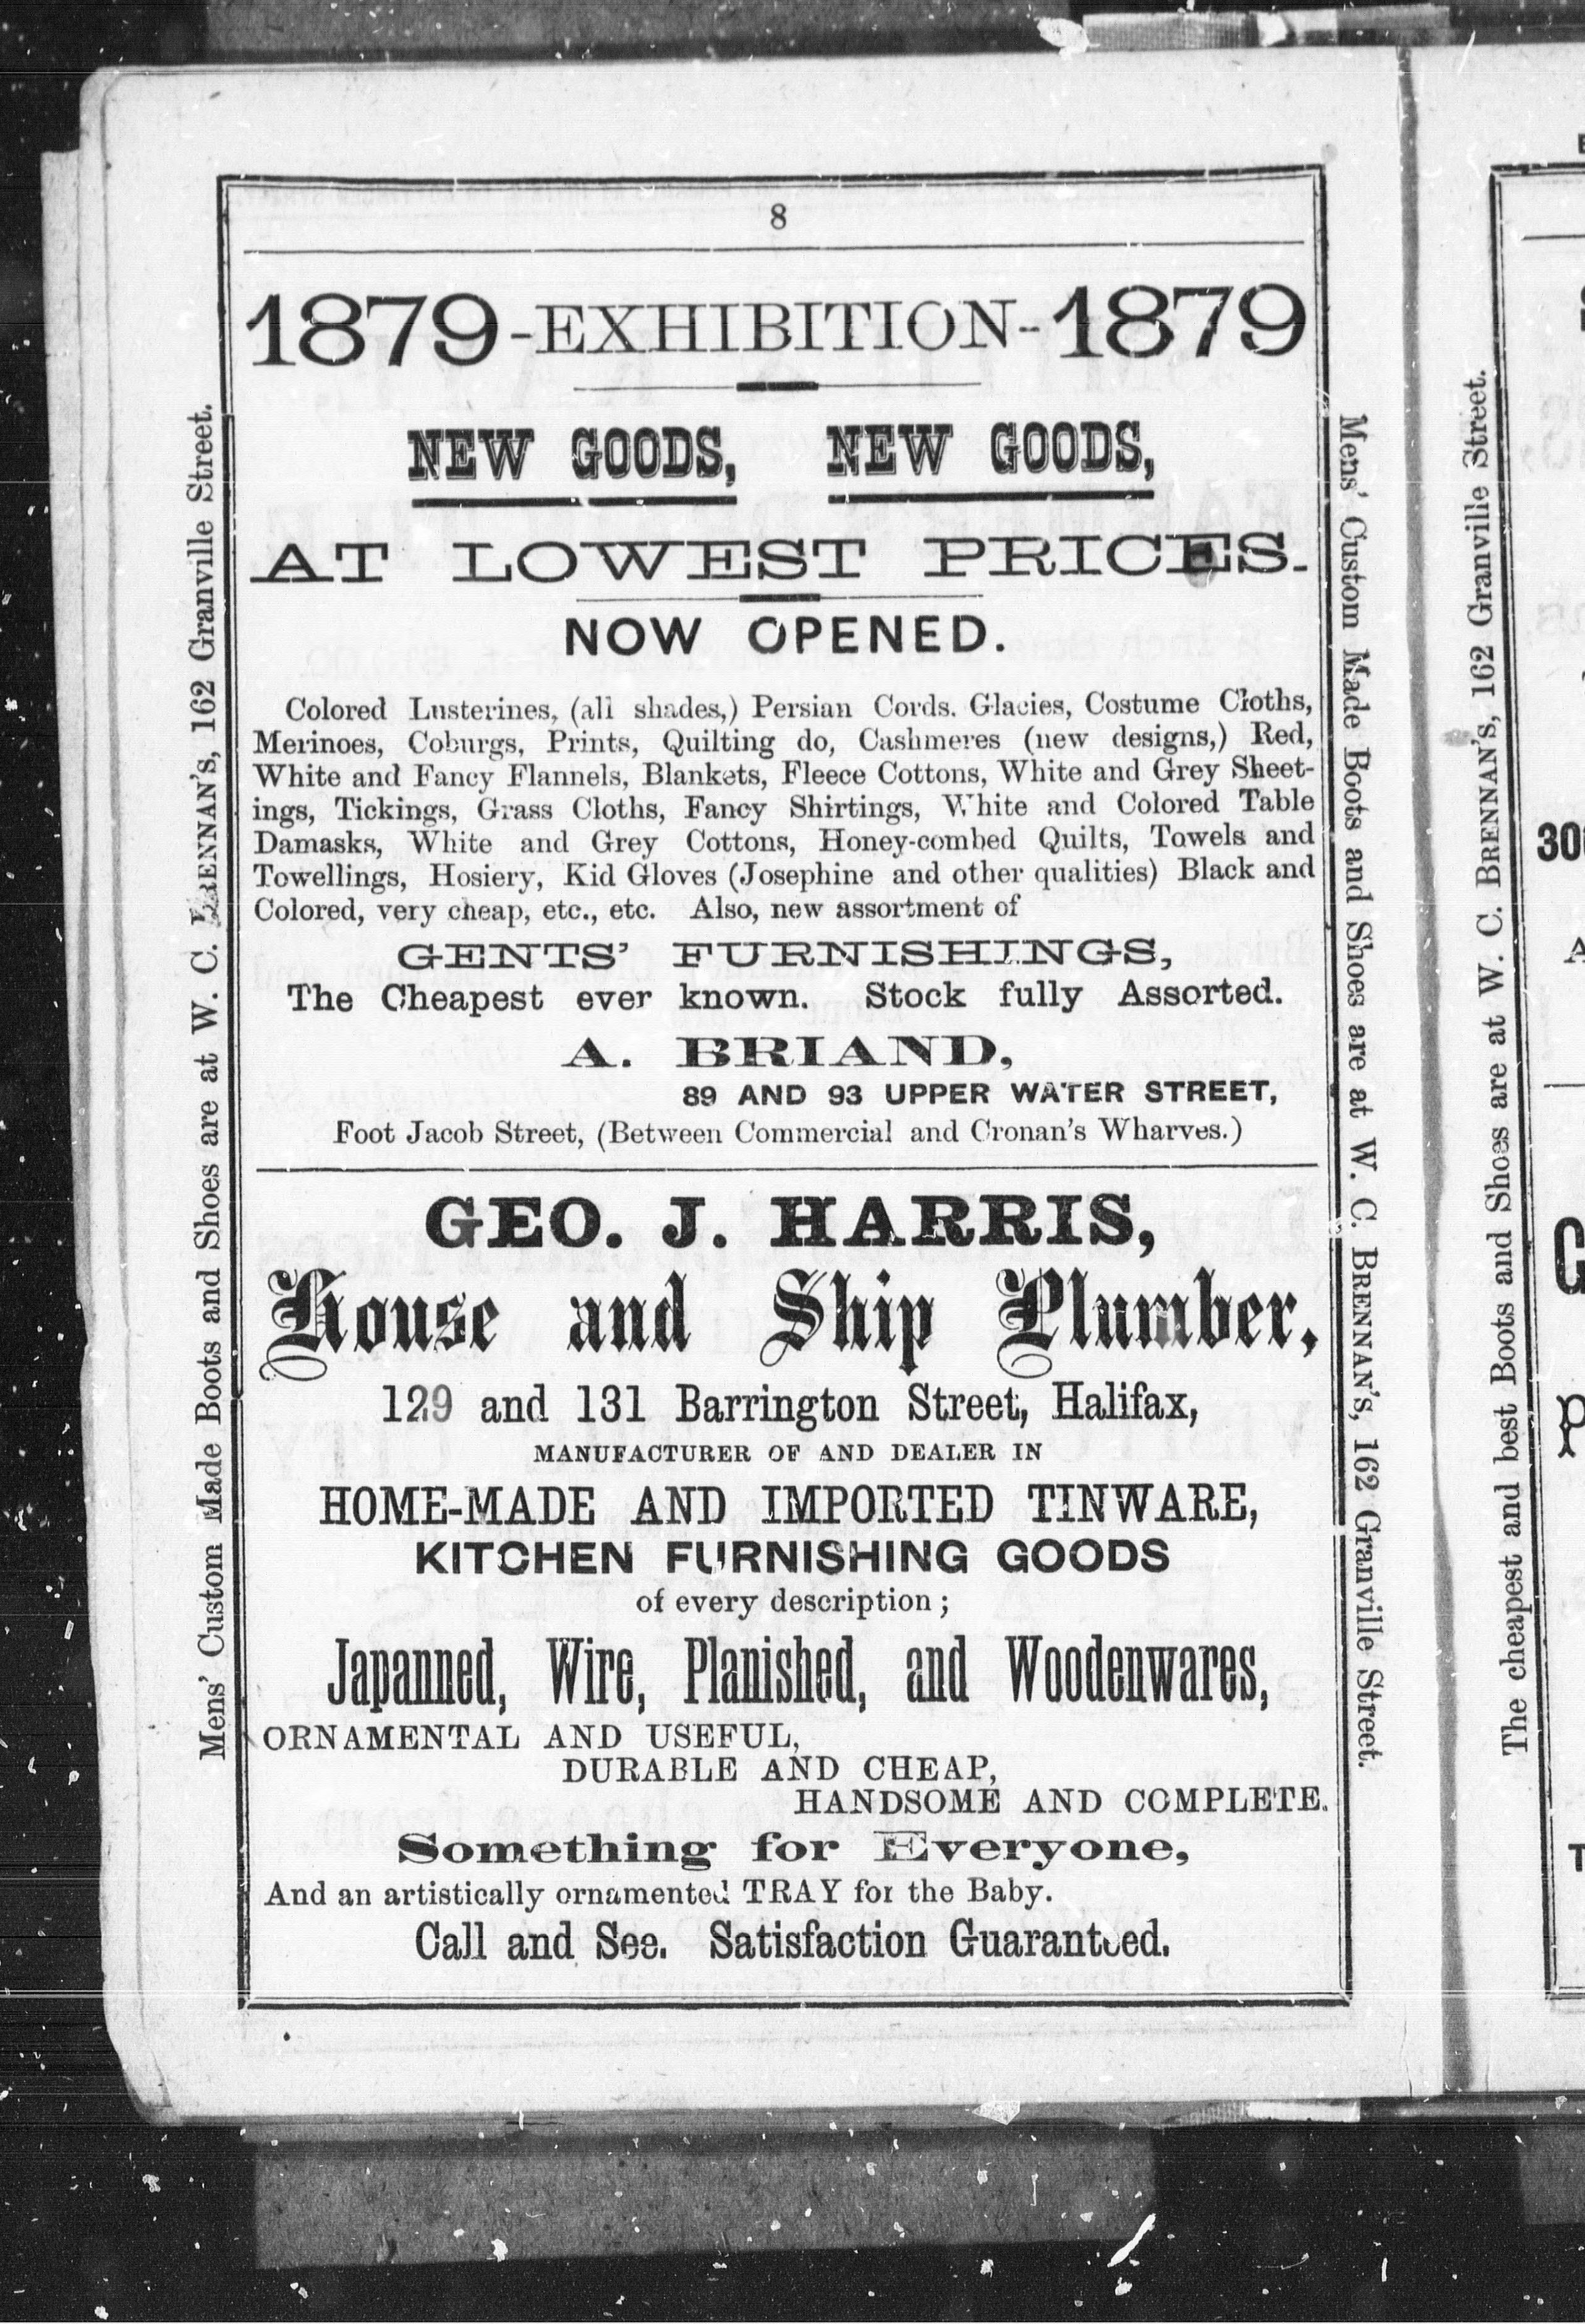 8
1879-EXHIBITION-1879
NEW GOODS, NEW GOODS,
AT LOWEST PRICES.
NOW OPENED.
Colored Lusterines, (all shades,) Persian Cords. Glacies, Costume Cloths,
Merinoes, Coburgs, Prints, Quilting do, Cashmeres (new designs,) Red,
White and Fancy Flannels, Blankets, Fleece Cottons, White and Grey Sheet-
ings, Tickings, Grass Cloths, Fancy Shirtings, White and Colored Table
Damasks, White and Grey Cottons, Honey-combed Quilts, Towels and
Towellings, Hosiery, Kid Gloves (Josephine and other qualities) Black and
Colored, very cheap, etc., etc. Also, new assortment of
GENTS' FURNISHINGS,
The Cheapest ever known. Stock fully Assorted.
A. BRIAND,
89 AND 93 UPPER WATER STREET,
Foot Jacob Street, (Between Commercial and Cronan's Wharves.)
GEO. J. HARRIS,
House and Ship Plumber,
129 and 131 Barrington Street, Halifax,
MANUFACTURER OF AND DEALER IN
HOME-MADE AND IMPORTED TINWARE,
KITCHEN FURNISHING GOODS
of every description;
Japanned, Wire, Planished, and Woodenwares,
ORNAMENTAL AND USEFUL,
DURABLE AND CHEAP,
HANDSOME AND COMPLETE.
Something for Everyone,
And an artistically ornamented TRAY for the Baby.
Call and See. Satisfaction Guaranteed.
Mens' Custom Made Boots and Shoes are at W. C. BRENNAN'S, 162 Granville Street.
Mens' Custom Made Boots and Shoes are at W. C. BRENNAN'S, 162 Granville Street.
The cheapest and best Boots and Shoes are at W. C. BRENNAN'S, 162 Granville Street.